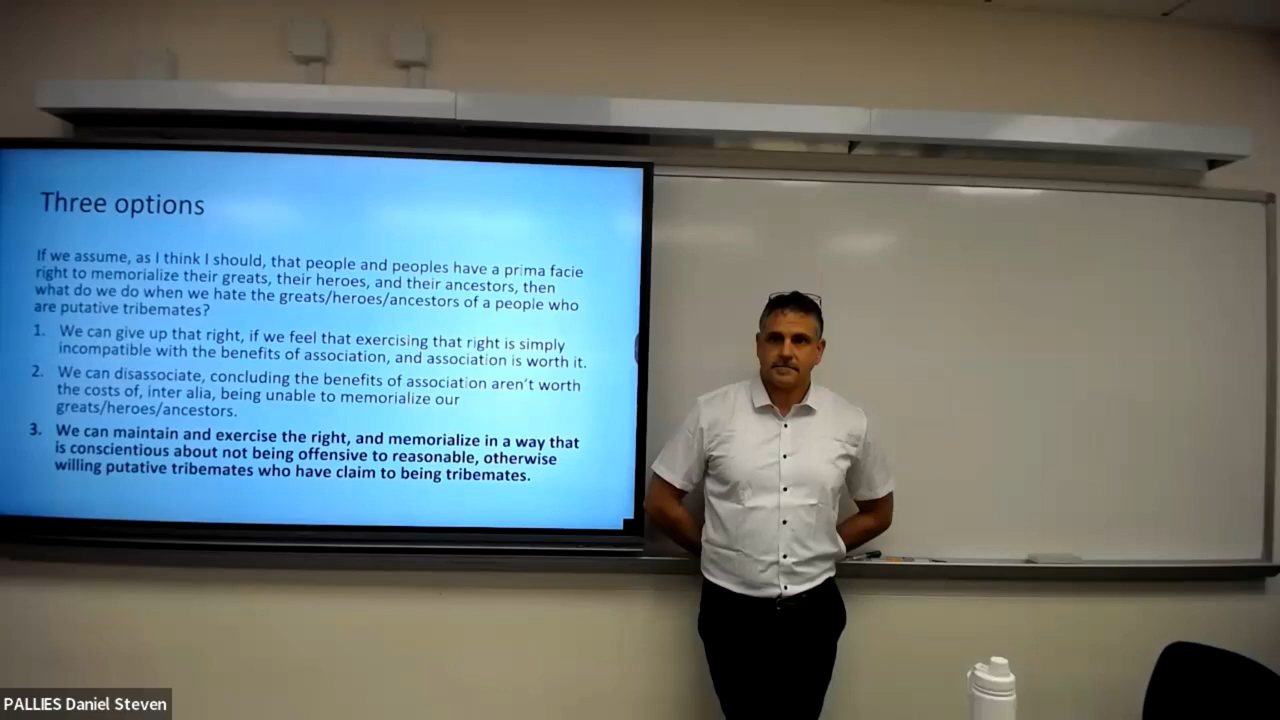 Three options
If we assume, as I think I should, that people and peoples have a prima facie
right to memorialize their greats, their heroes, and their ancestors, then
what do we do when we hate the greats/heroes/ancestors of a people who
are putative tribemates?
1. We can give up that right, if we feel that exercising that right is simply
incompatible with the benefits of association, and association is worth it.
2. We can disassociate, concluding the benefits of association aren't worth
the costs of, inter alia, being unable to memorialize our
greats/heroes/ancestors.
3. We can maintain and exercise the right, and memorialize in a way that
is conscientious about not being offensive to reasonable, otherwise
willing putative tribemates who have claim to being tribemates.
PALLIES Daniel Steven